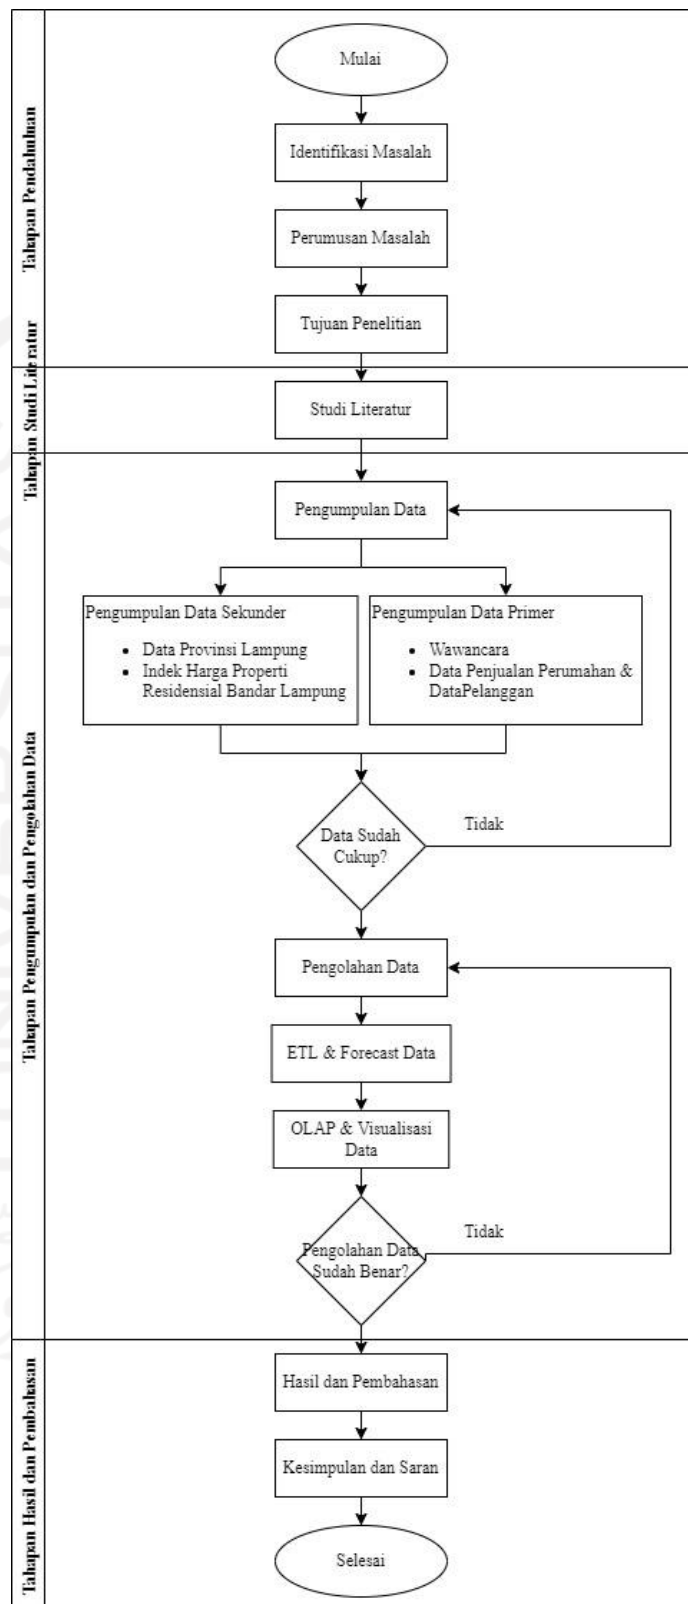 Tahapan Pendahuluan
Mulai
Identifikasi Masalah
Perumusan Masalah
Tujuan Penelitian
Tahapan Studi Literatur
Studi Literatur
Tahapan Pengumpulan dan Pengolahan Data
Pengumpulan Data
Pengumpulan Data Sekunder
• Data Provinsi Lampung
• Indek Harga Properti
Residensial Bandar Lampung
Pengumpulan Data Primer
• Wawancara
• Data Penjualan Perumahan &
DataPelanggan
Data Sudah
Cukup?
Tidak
Pengolahan Data
ETL & Forecast Data
OLAP & Visualisasi
Data
Pengolahan Data
Sudah Benar?
Tidak
Tahapan Hasil dan Pembahasan
Hasil dan Pembahasan
Kesimpulan dan Saran
Selesai